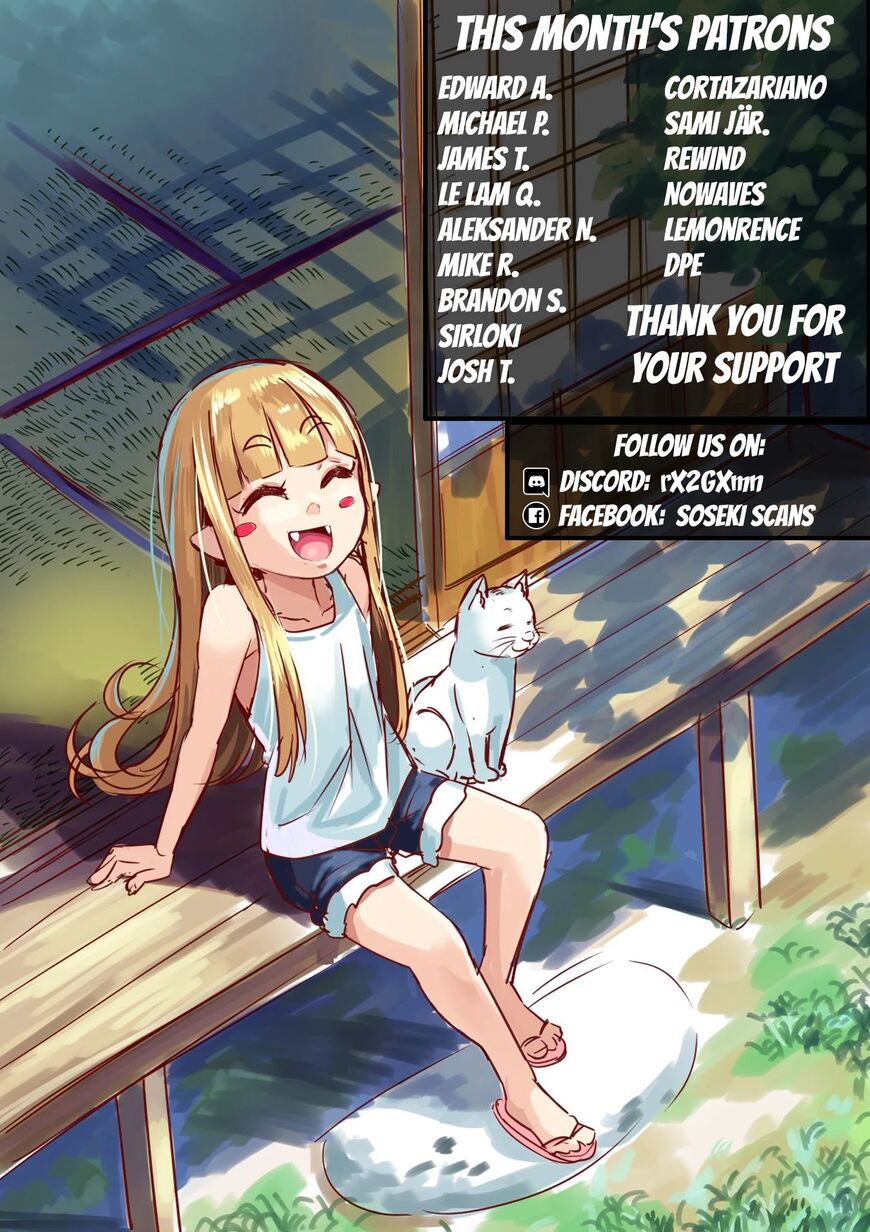 THIS MONTH'S PATRONS
EDWARD A.
MICHAEL P.
JAMES T.
LE LAM Q.
ALEKSANDER N.
MIKE R.
BRANDON S.
SIRLOKI
JOSH T.
CORTAZARIANO
SAMI JÄR.
REWIND
NOWAVES
LEMONRENCE
DPE
THANK YOU FOR
YOUR SUPPORT
FOLLOW US ON:
DISCORD: rX2GXmn
FACEBOOK: SOSEKI SCANS